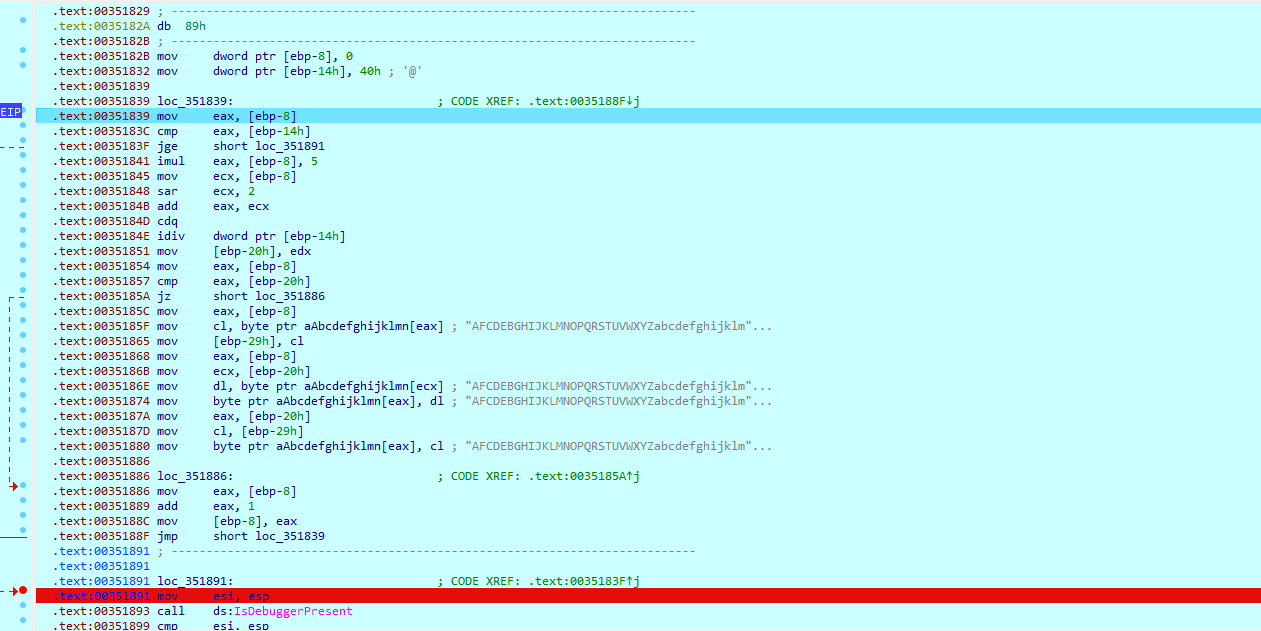 .text:00351829 ; ---------------------------------------------------------------------------
.text:0035182A db  89h
.text:0035182B ; ---------------------------------------------------------------------------
.text:0035182B mov     dword ptr [ebp-8], 0
.text:00351832 mov     dword ptr [ebp-14h], 40h ; '@'
.text:00351839
.text:00351839 loc_351839:                             ; CODE XREF: .text:0035188F↓j
EIP .text:00351839 mov     eax, [ebp-8]
.text:0035183C cmp     eax, [ebp-14h]
.text:0035183F jge     short loc_351891
.text:00351841 imul    eax, [ebp-8], 5
.text:00351845 mov     ecx, [ebp-8]
.text:00351848 sar     ecx, 2
.text:0035184B add     eax, ecx
.text:0035184D cdq
.text:0035184E idiv    dword ptr [ebp-14h]
.text:00351851 mov     [ebp-20h], edx
.text:00351854 mov     eax, [ebp-8]
.text:00351857 cmp     eax, [ebp-20h]
.text:0035185A jz      short loc_351886
.text:0035185C mov     eax, [ebp-8]
.text:0035185F mov     cl, byte ptr aAbcdefghijklmn[eax] ; "AFCDEBGHIJKLMNOPQRSTUVWXYZabcdefghijklm"...
.text:00351865 mov     [ebp-29h], cl
.text:00351868 mov     eax, [ebp-8]
.text:0035186B mov     ecx, [ebp-20h]
.text:0035186E mov     dl, byte ptr aAbcdefghijklmn[ecx] ; "AFCDEBGHIJKLMNOPQRSTUVWXYZabcdefghijklm"...
.text:00351874 mov     byte ptr aAbcdefghijklmn[eax], dl ; "AFCDEBGHIJKLMNOPQRSTUVWXYZabcdefghijklm"...
.text:0035187A mov     eax, [ebp-20h]
.text:0035187D mov     cl, [ebp-29h]
.text:00351880 mov     byte ptr aAbcdefghijklmn[eax], cl ; "AFCDEBGHIJKLMNOPQRSTUVWXYZabcdefghijklm"...
.text:00351886
.text:00351886 loc_351886:                             ; CODE XREF: .text:0035185A↑j
.text:00351886 mov     eax, [ebp-8]
.text:00351889 add     eax, 1
.text:0035188C mov     [ebp-8], eax
.text:0035188F jmp     short loc_351839
.text:00351891 ; ---------------------------------------------------------------------------
.text:00351891
.text:00351891 loc_351891:                             ; CODE XREF: .text:0035183F↑j
.text:00351891 mov     esi, esp
.text:00351893 call    ds:IsDebuggerPresent
.text:00351899 cmp     esi, esp